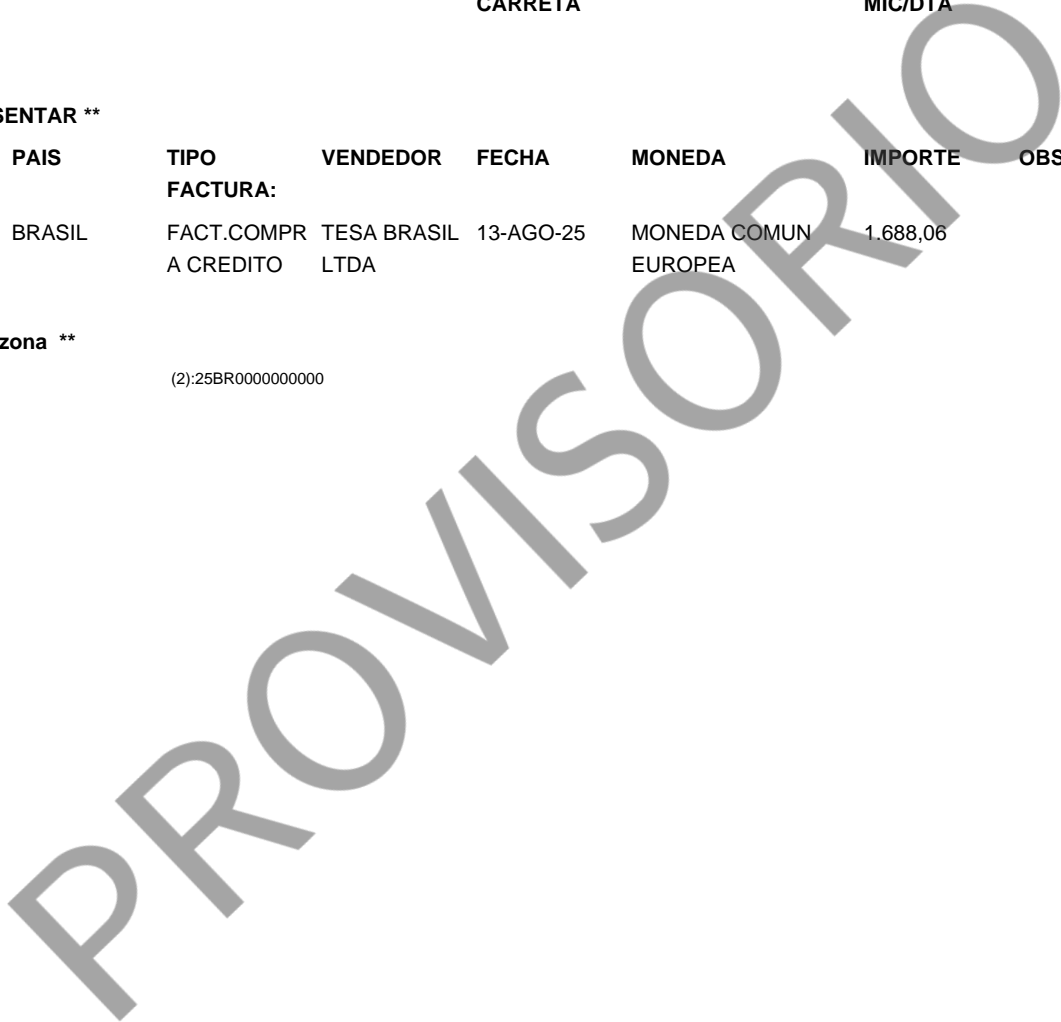 CARRETA MIC/DTA
SENTAR **
PAIS TIPO VENDEDOR FECHA MONEDA IMPORTE OBS
FACTURA:
BRASIL FACT.COMPR TESA BRASIL 13-AGO-25 MONEDA COMUN 1.688,06
A CREDITO LTDA EUROPEA
zona **
(2):25BR0000000000
PROVISORIO